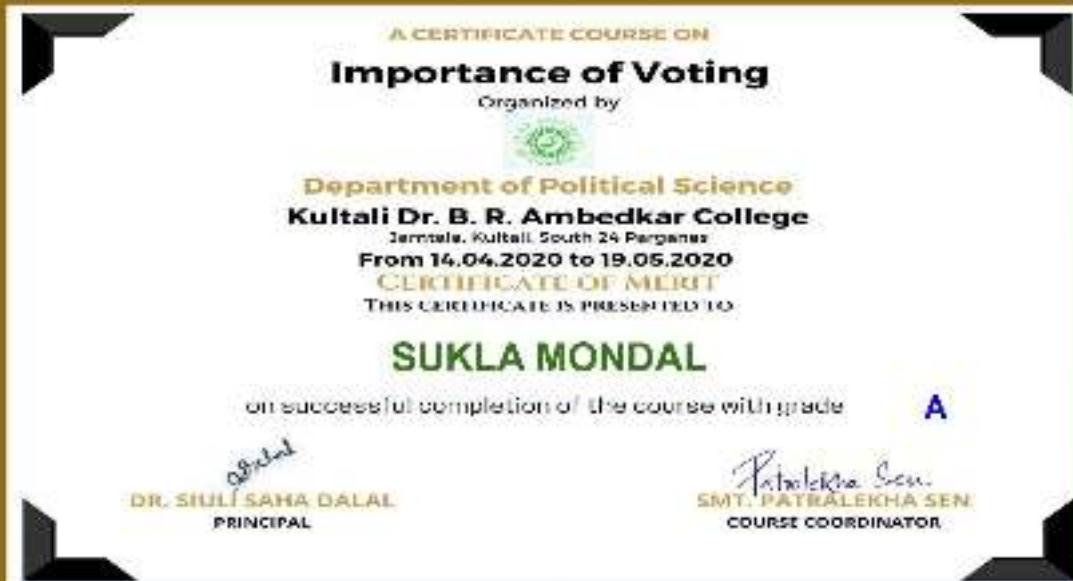 A CERTIFICATE COURSE ON
Importance of Voting
Organized by
Department of Political Science
Kultali Dr. B. R. Ambedkar College
Jamtala, Kultali, South 24 Parganas
From 14.04.2020 to 19.05.2020
CERTIFICATE OF MERIT
THIS CERTIFICATE IS PRESENTED TO
SUKLA MONDAL
on successful completion of the course with grade A
Patralekha Sen.
DR. SIULI SAHA DALAL
SMT. PATRALEKHA SEN
PRINCIPAL
COURSE COORDINATOR